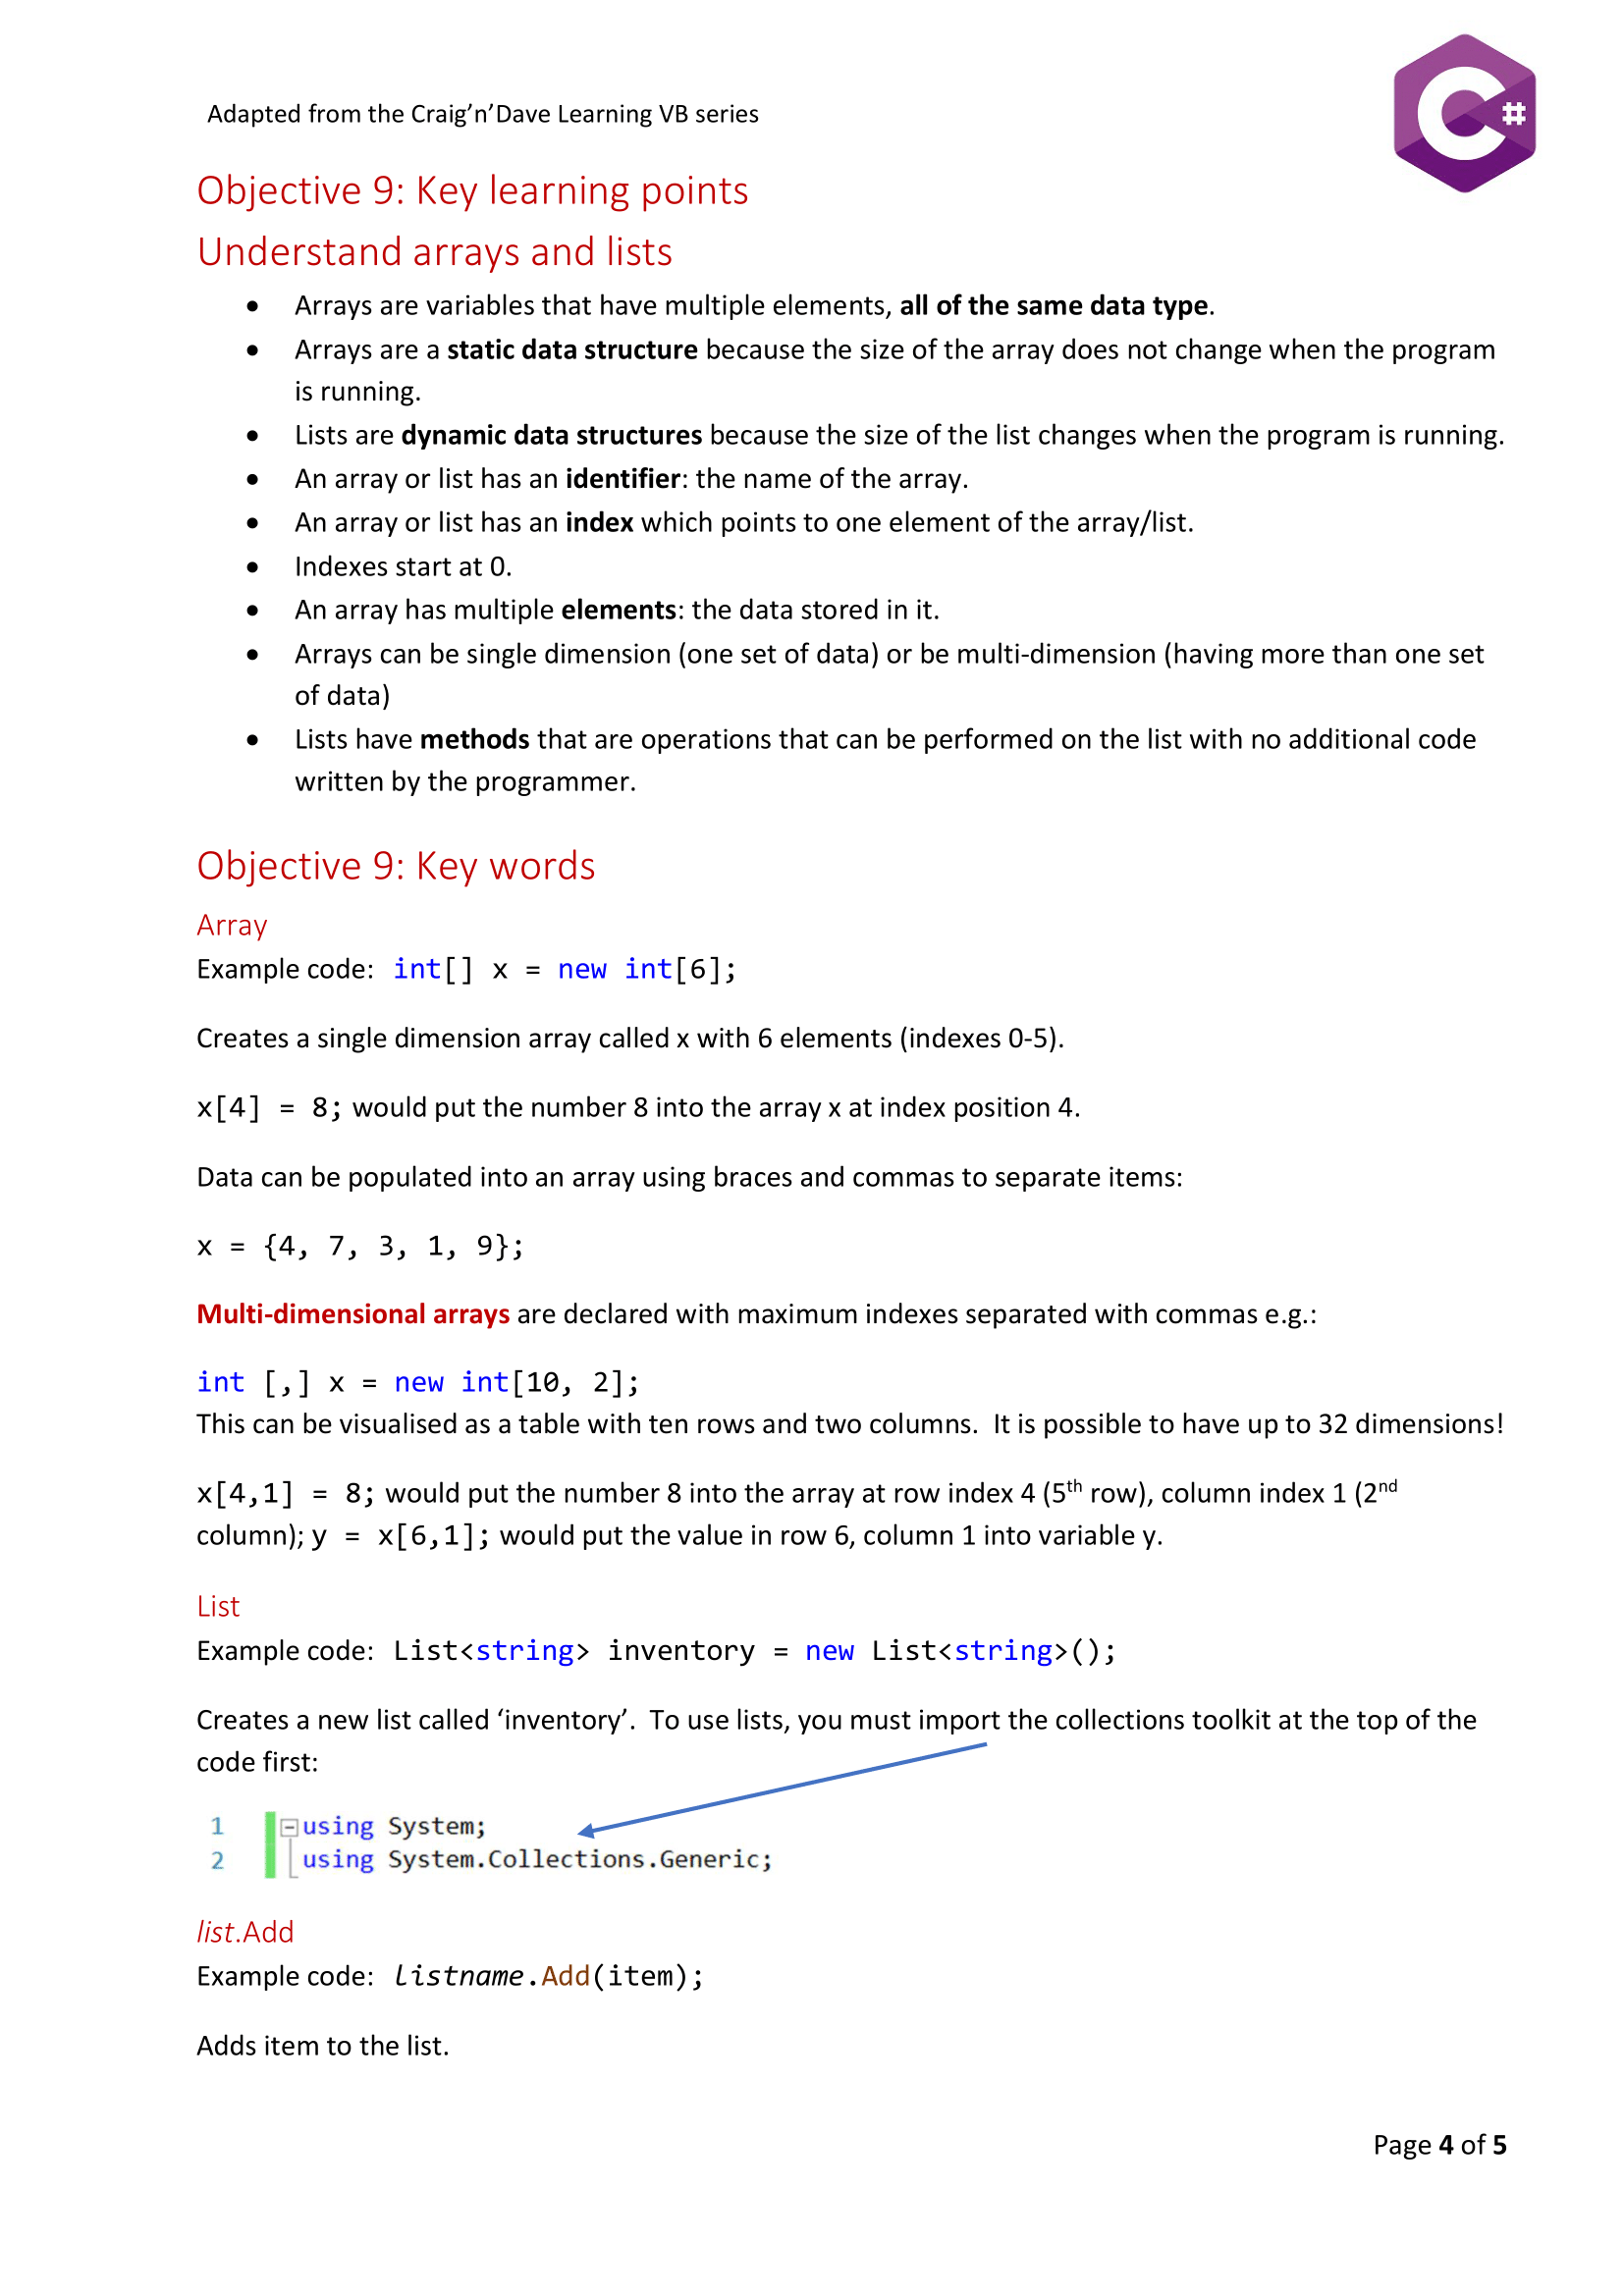 Adapted from the Craig’n’Dave Learning VB series
C#
Objective 9: Key learning points
Understand arrays and lists
• Arrays are variables that have multiple elements, all of the same data type.
• Arrays are a static data structure because the size of the array does not change when the program
is running.
• Lists are dynamic data structures because the size of the list changes when the program is running.
• An array or list has an identifier: the name of the array.
• An array or list has an index which points to one element of the array/list.
• Indexes start at 0.
• An array has multiple elements: the data stored in it.
• Arrays can be single dimension (one set of data) or be multi-dimension (having more than one set
of data)
• Lists have methods that are operations that can be performed on the list with no additional code
written by the programmer.
Objective 9: Key words
Array
Example code: int[] x = new int[6];
Creates a single dimension array called x with 6 elements (indexes 0-5).
x[4] = 8; would put the number 8 into the array x at index position 4.
Data can be populated into an array using braces and commas to separate items:
x = {4, 7, 3, 1, 9};
Multi-dimensional arrays are declared with maximum indexes separated with commas e.g.:
int [,] x = new int[10, 2];
This can be visualised as a table with ten rows and two columns.  It is possible to have up to 32 dimensions!
x[4,1] = 8; would put the number 8 into the array at row index 4 (5th row), column index 1 (2nd
column); y = x[6,1]; would put the value in row 6, column 1 into variable y.
List
Example code: List<string> inventory = new List<string>();
Creates a new list called ‘inventory’.  To use lists, you must import the collections toolkit at the top of the
code first:
1 using System;
2 using System.Collections.Generic;
list.Add
Example code: listname.Add(item);
Adds item to the list.
Page 4 of 5